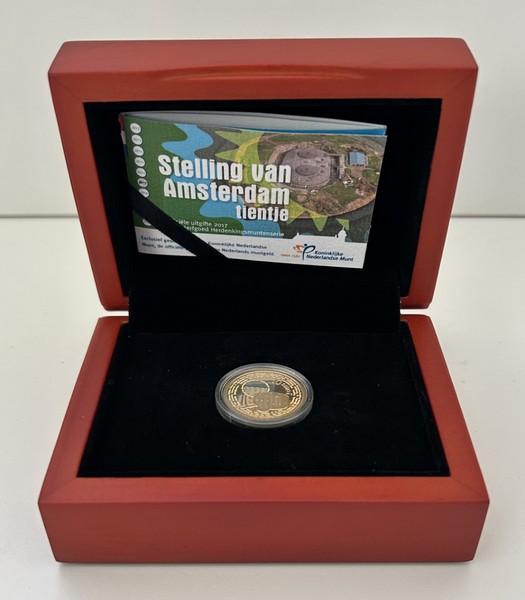 Stelling van
Amsterdam
tientje
uitgifte 2017
Herdenkingsmuntenserie
Exclusief Koninklijke Nederlandse
Munt, de Nederlands muntgeld.
Koninklijke
Nederlandse Munt